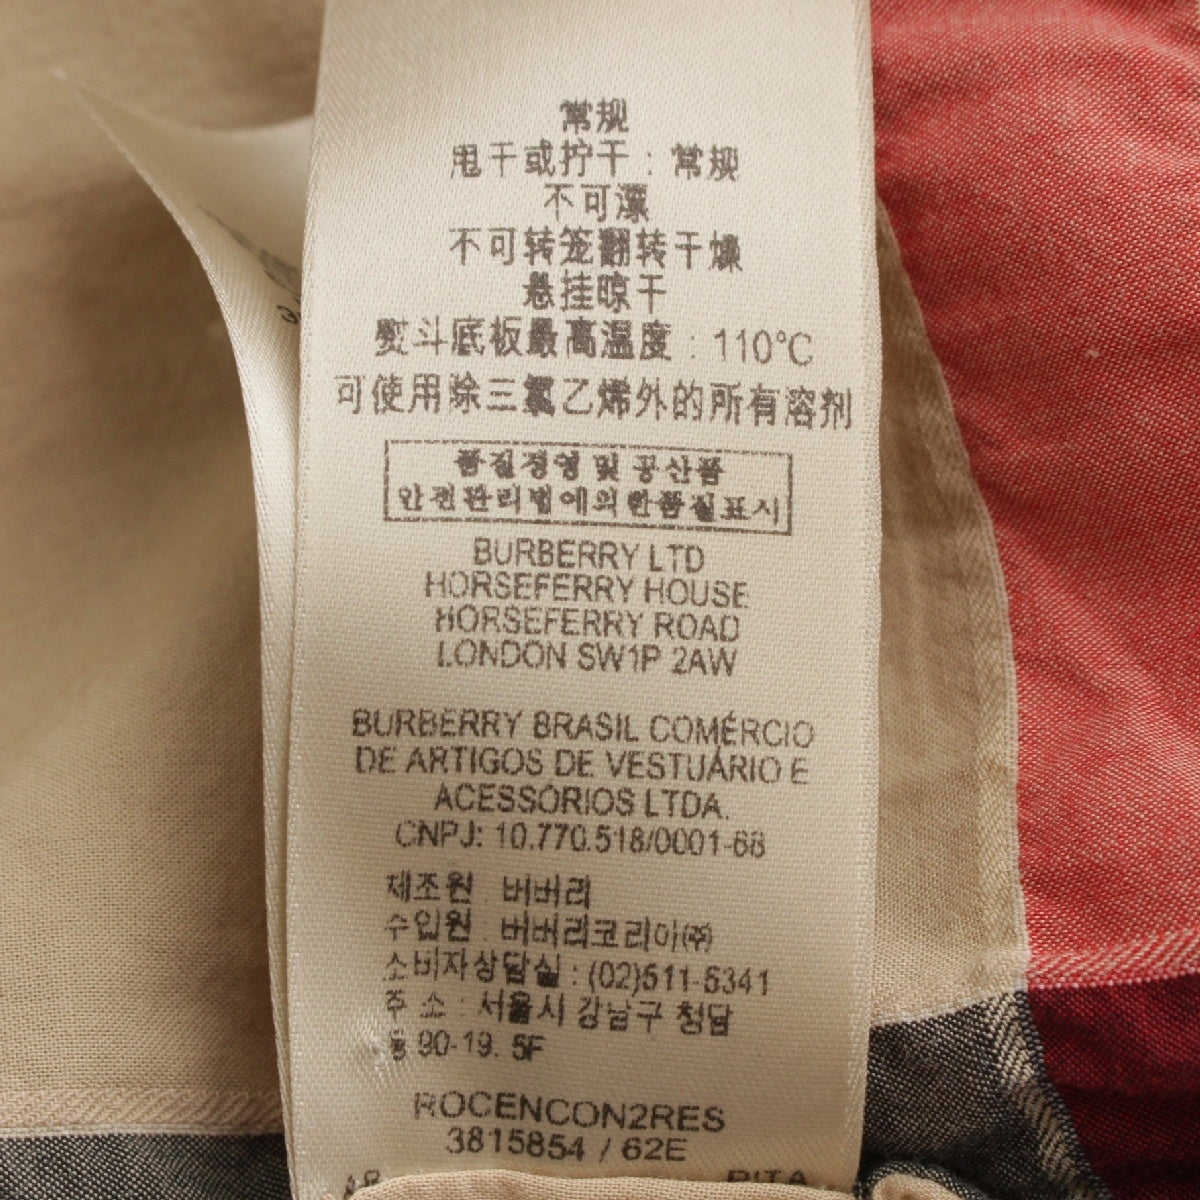 常规
甩干或拧干：常规
不可漂
不可转笼翻转干燥
悬挂晾干
熨斗底板最高温度：110°C
可使用除三氯乙烯外的所有溶剂
품질경영 및 공산품
안전관리법에의한품질표시
BURBERRY LTD
HORSEFERRY HOUSE
HORSEFERRY ROAD
LONDON SW1P 2AW
BURBERRY BRASIL COMÉRCIO
DE ARTIGOS DE VESTUÁRIO E
ACESSÓRIOS LTDA.
CNPJ: 10.770.518/0001-68
제조원 : 버버리
수입원 : 버버리코리아㈜
소비자상담실 : (02)511-5341
주 소 : 서울시 강남구 청담
동 90-19. 5F
ROCENCON2RES
3815854 / 62E